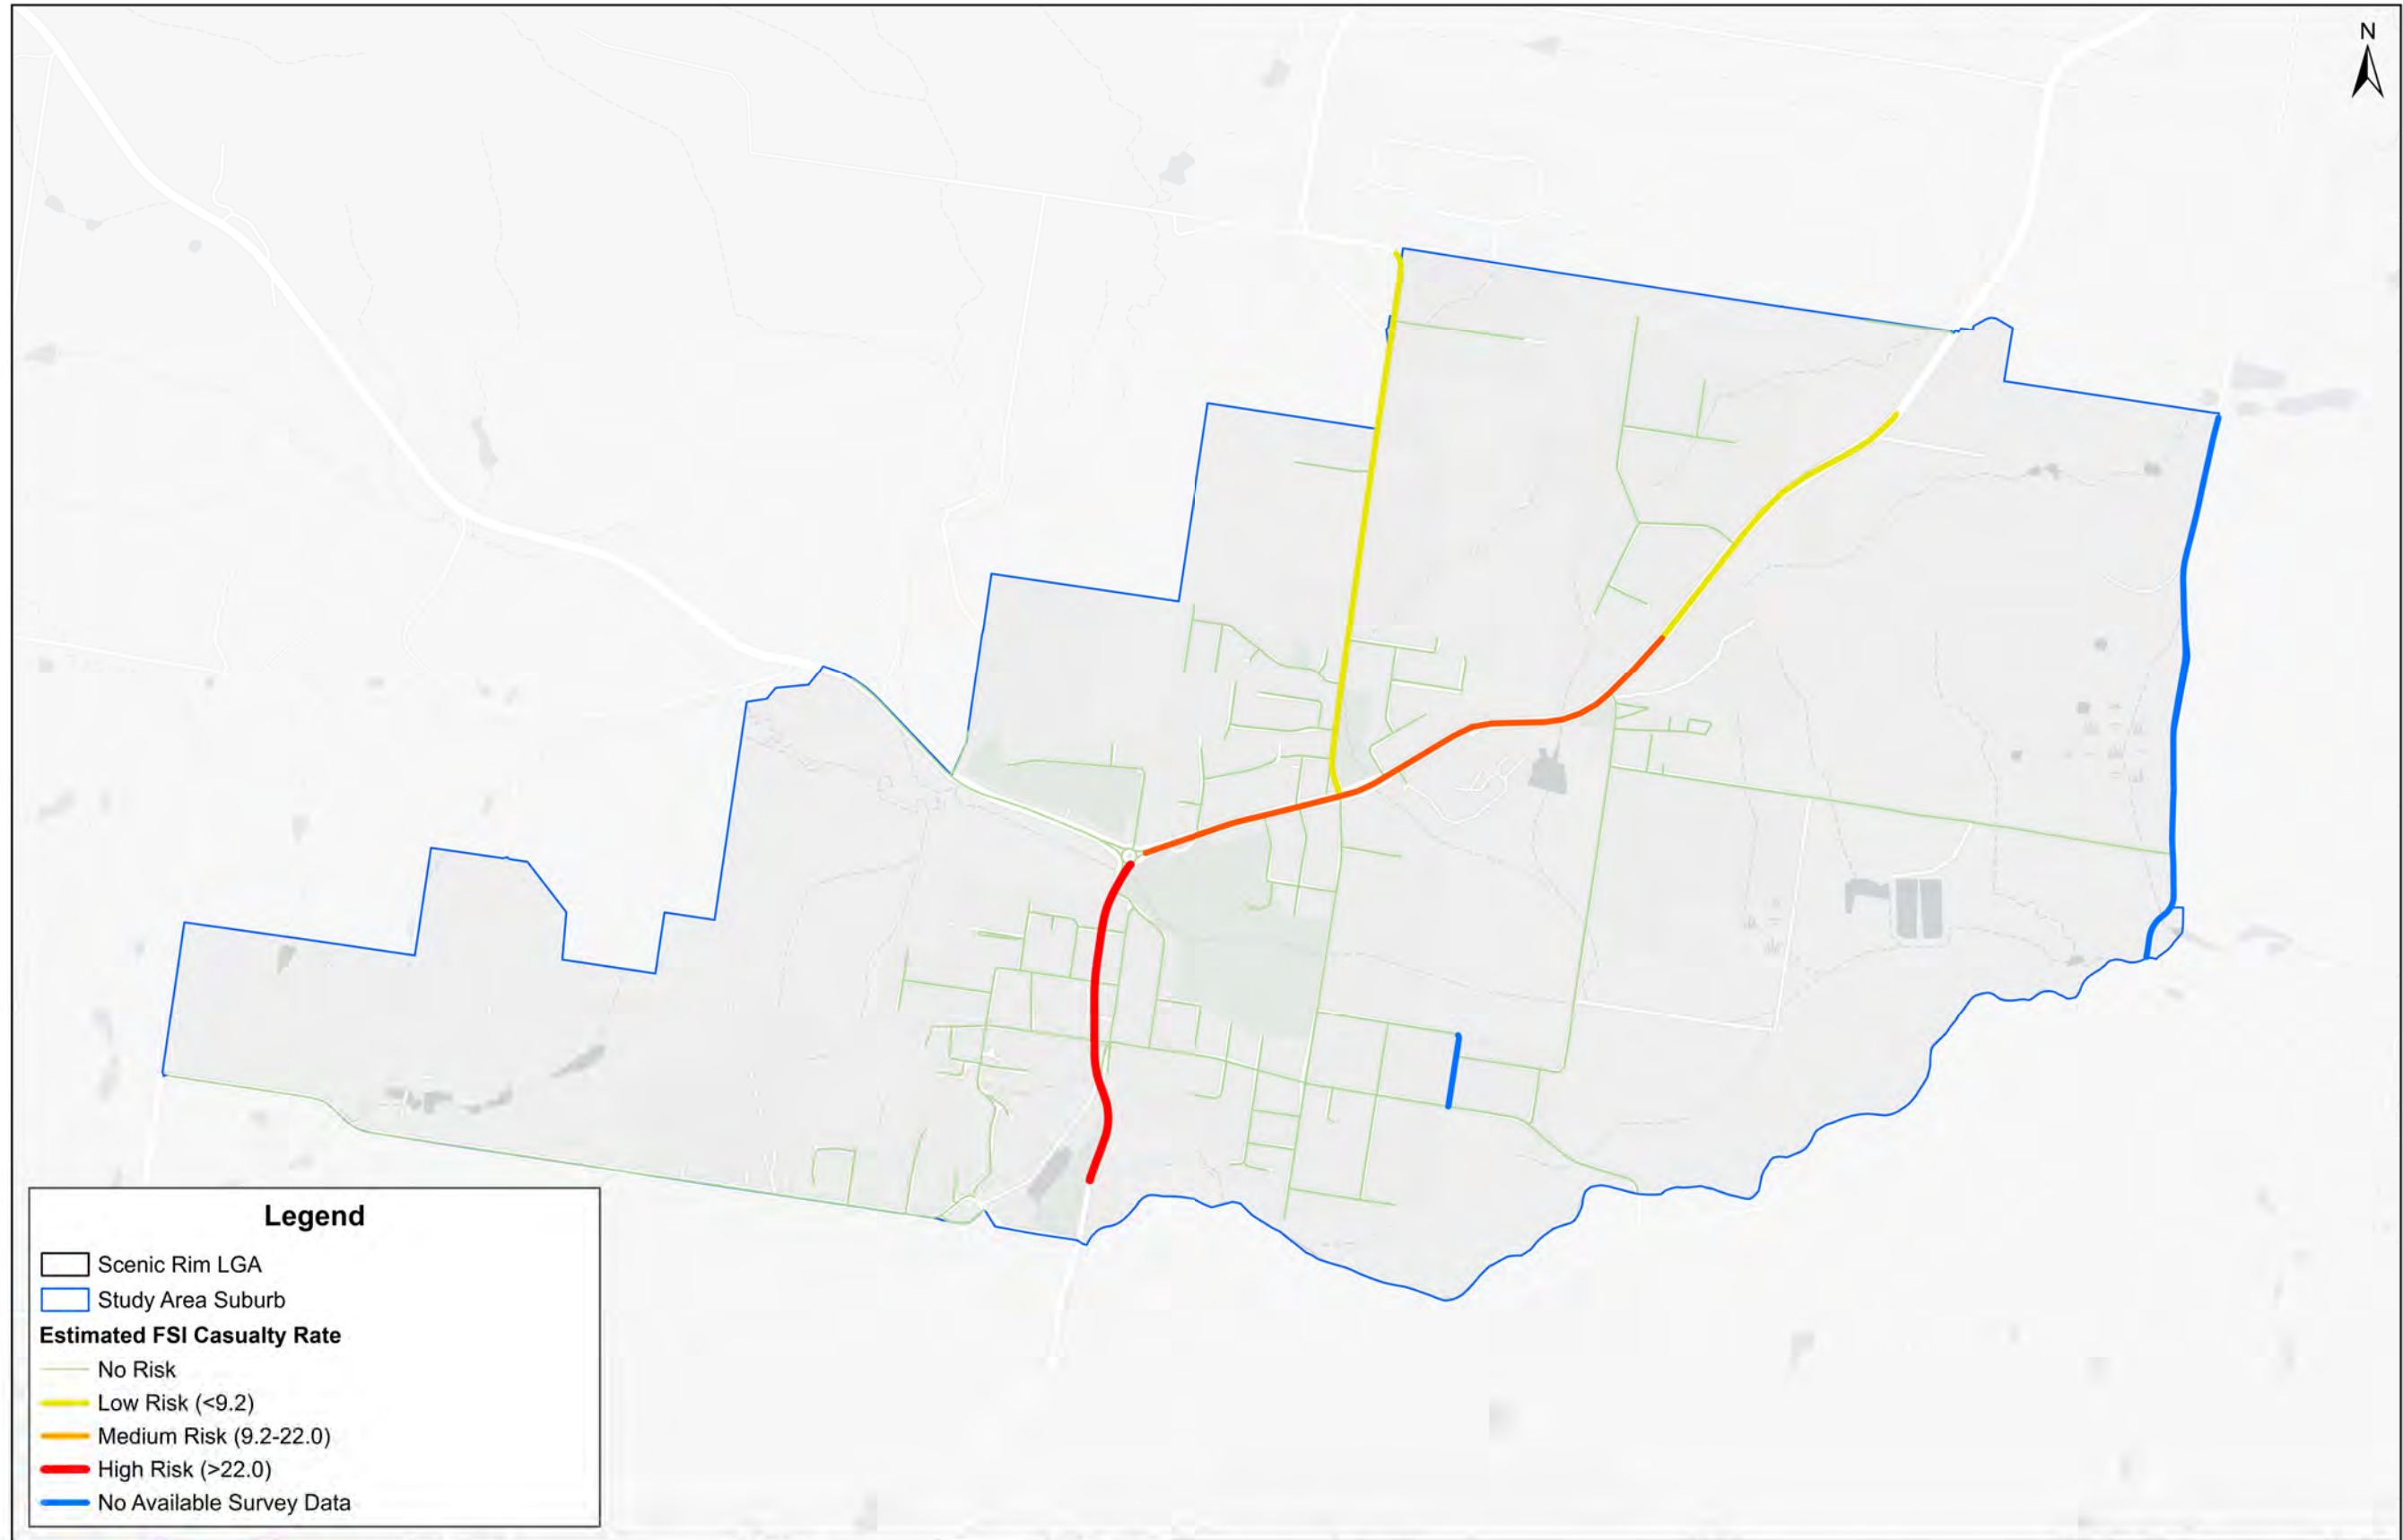 N
Legend
Scenic Rim LGA
Study Area Suburb
Estimated FSI Casualty Rate
No Risk
Low Risk (<9.2)
Medium Risk (9.2-22.0)
High Risk (>22.0)
No Available Survey Data